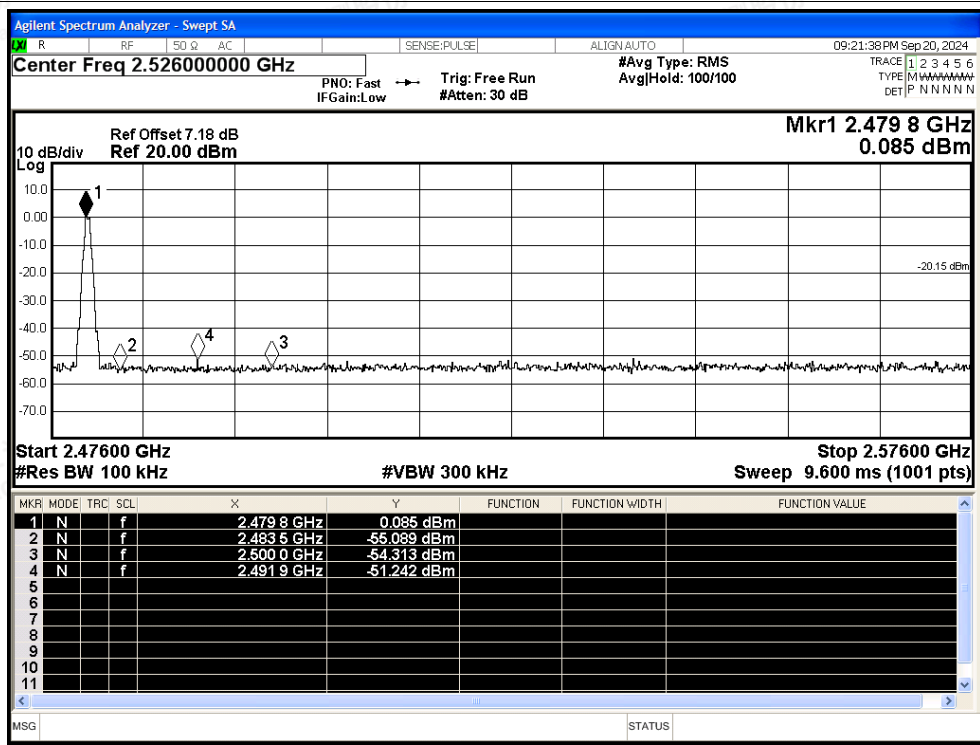 Agilent Spectrum Analyzer - Swept SA
LXI R RF 50 Ω AC SENSE:PULSE ALIGN AUTO 09:21:38 PM Sep 20, 2024
Center Freq 2.526000000 GHz
PNO: Fast
IFGain:Low
Trig: Free Run
#Atten: 30 dB
#Avg Type: RMS
Avg|Hold: 100/100
TRACE 1 2 3 4 5 6
TYPE M
DET P N N N N N
Mkr1 2.479 8 GHz
0.085 dBm
Ref Offset 7.18 dB
10 dB/div Ref 20.00 dBm
Log
1
10.0
0.00
-10.0
-20.0
-20.15 dBm
-30.0
-40.0
2 4 3
-50.0
-60.0
-70.0
Start 2.47600 GHz Stop 2.57600 GHz
#Res BW 100 kHz #VBW 300 kHz Sweep 9.600 ms (1001 pts)
MKR MODE TRC SCL X Y FUNCTION FUNCTION WIDTH FUNCTION VALUE
1 N f 2.479 8 GHz 0.085 dBm
2 N f 2.483 5 GHz -55.089 dBm
3 N f 2.500 0 GHz -54.313 dBm
4 N f 2.491 9 GHz -51.242 dBm
5
6
7
8
9
10
11
MSG STATUS